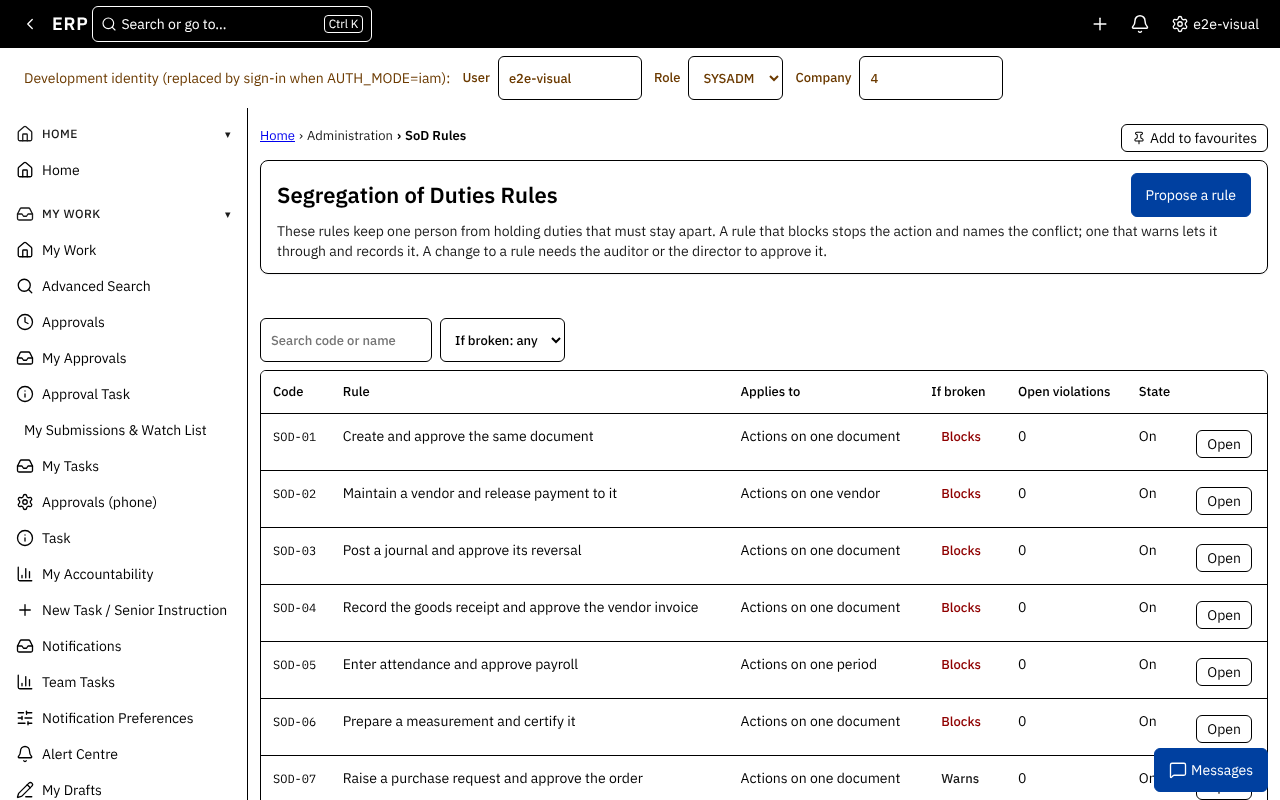 ERP
Search or go to...
Ctrl K
e2e-visual
Development identity (replaced by sign-in when AUTH_MODE=iam):
User
e2e-visual
Role
SYSADM
Company
4
HOME
Home
MY WORK
My Work
Advanced Search
Approvals
My Approvals
Approval Task
My Submissions & Watch List
My Tasks
Approvals (phone)
Task
My Accountability
New Task / Senior Instruction
Notifications
Team Tasks
Notification Preferences
Alert Centre
My Drafts
Home › Administration › SoD Rules
Add to favourites
Segregation of Duties Rules
Propose a rule
These rules keep one person from holding duties that must stay apart. A rule that blocks stops the action and names the conflict; one that warns lets it
through and records it. A change to a rule needs the auditor or the director to approve it.
Search code or name
If broken: any
Code Rule Applies to If broken Open violations State
SOD-01 Create and approve the same document Actions on one document Blocks 0 On Open
SOD-02 Maintain a vendor and release payment to it Actions on one vendor Blocks 0 On Open
SOD-03 Post a journal and approve its reversal Actions on one document Blocks 0 On Open
SOD-04 Record the goods receipt and approve the vendor invoice Actions on one document Blocks 0 On Open
SOD-05 Enter attendance and approve payroll Actions on one period Blocks 0 On Open
SOD-06 Prepare a measurement and certify it Actions on one document Blocks 0 On Open
SOD-07 Raise a purchase request and approve the order Actions on one document Warns 0
Messages